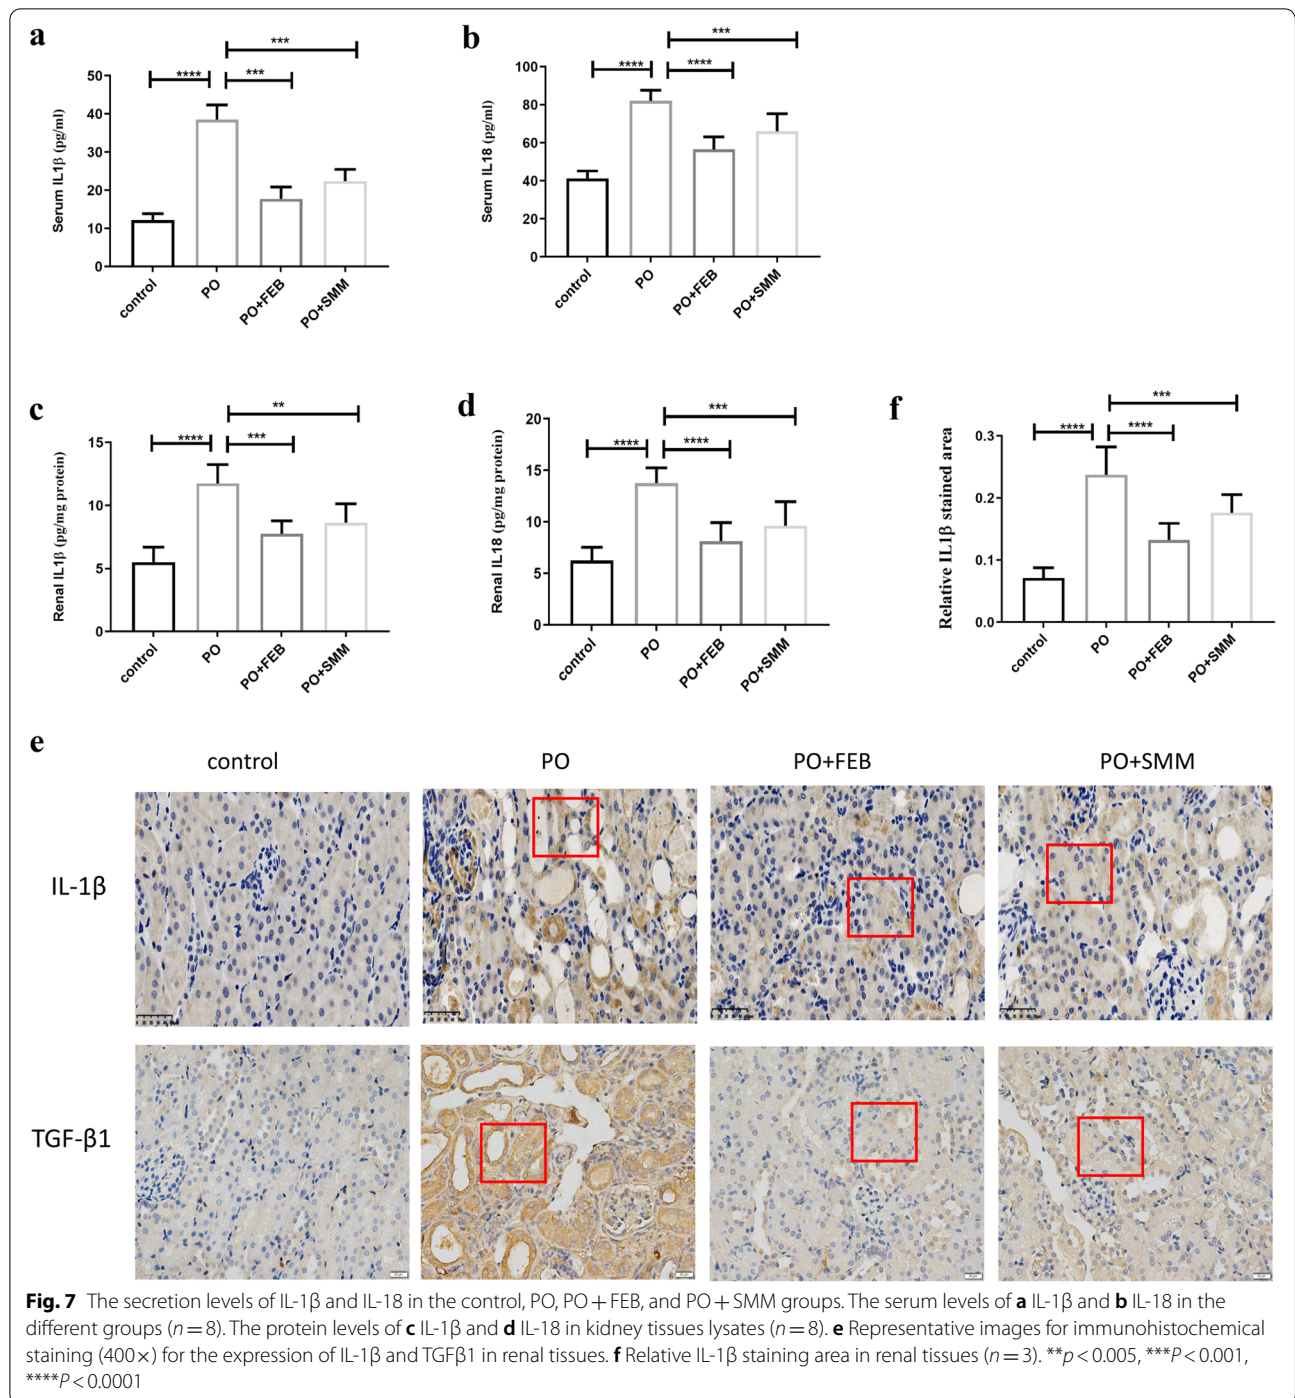 a
b
***
****
***
50
40
30
20
10
0
Serum IL1β (pg/ml)
control
PO
PO+FEB
PO+SMM
***
****
****
100
80
60
40
20
0
Serum IL18 (pg/ml)
control
PO
PO+FEB
PO+SMM
c
d
f
**
****
***
15
10
5
0
Renal IL1β (pg/mg protein)
control
PO
PO+FEB
PO+SMM
***
****
****
20
15
10
5
0
Renal IL18 (pg/mg protein)
control
PO
PO+FEB
PO+SMM
***
****
****
0.3
0.2
0.1
0.0
Relative IL1β stained area
control
PO
PO+FEB
PO+SMM
e
control PO PO+FEB PO+SMM
IL-1β
TGF-β1
Fig. 7 The secretion levels of IL-1β and IL-18 in the control, PO, PO + FEB, and PO + SMM groups. The serum levels of a IL-1β and b IL-18 in the
different groups (n = 8). The protein levels of c IL-1β and d IL-18 in kidney tissues lysates (n = 8). e Representative images for immunohistochemical
staining (400×) for the expression of IL-1β and TGFβ1 in renal tissues. f Relative IL-1β staining area in renal tissues (n = 3). **p < 0.005, ***P < 0.001,
****P < 0.0001